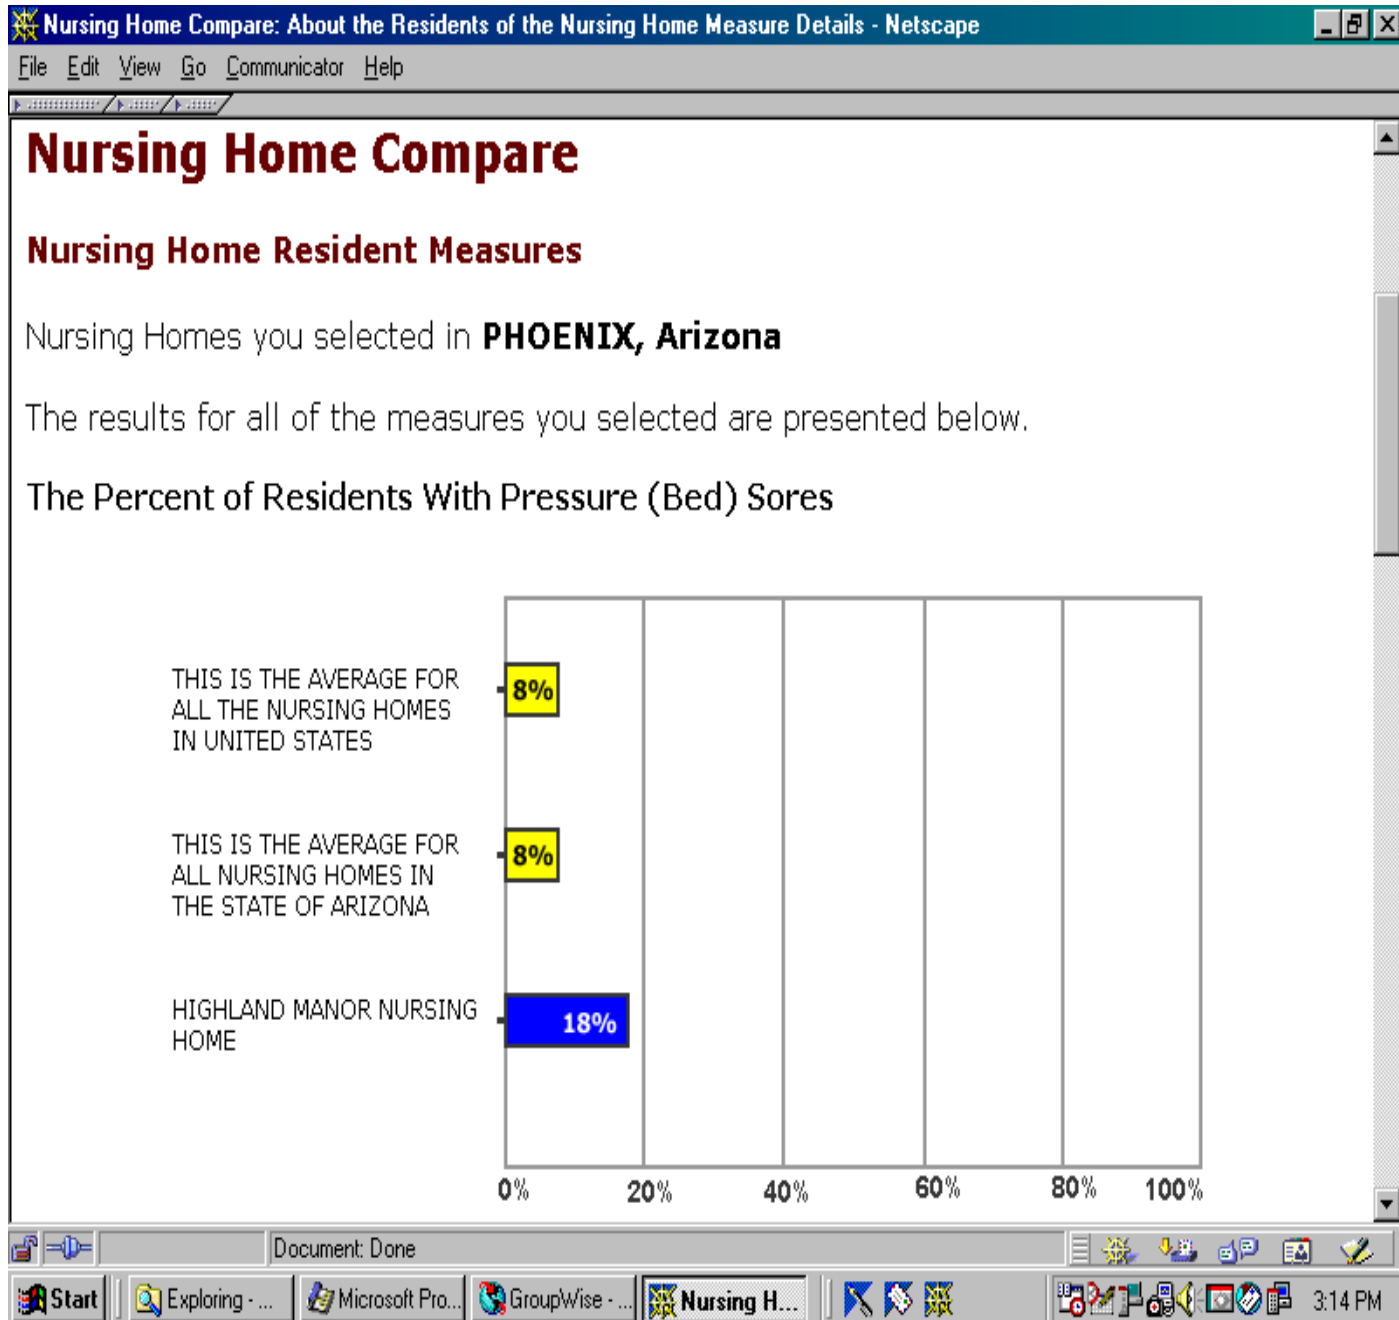 Nursing Home Compare: About the Residents of the Nursing Home Measure Details - Netscape
File Edit View Go Communicator Help
Nursing Home Compare
Nursing Home Resident Measures
Nursing Homes you selected in PHOENIX, Arizona
The results for all of the measures you selected are presented below.
The Percent of Residents With Pressure (Bed) Sores
THIS IS THE AVERAGE FOR
ALL THE NURSING HOMES
IN UNITED STATES
8%
THIS IS THE AVERAGE FOR
ALL NURSING HOMES IN
THE STATE OF ARIZONA
8%
HIGHLAND MANOR NURSING
HOME
18%
0% 20% 40% 60% 80% 100%
Document: Done
Start Exploring - ... Microsoft Pro... GroupWise - ... Nursing H... 3:14 PM